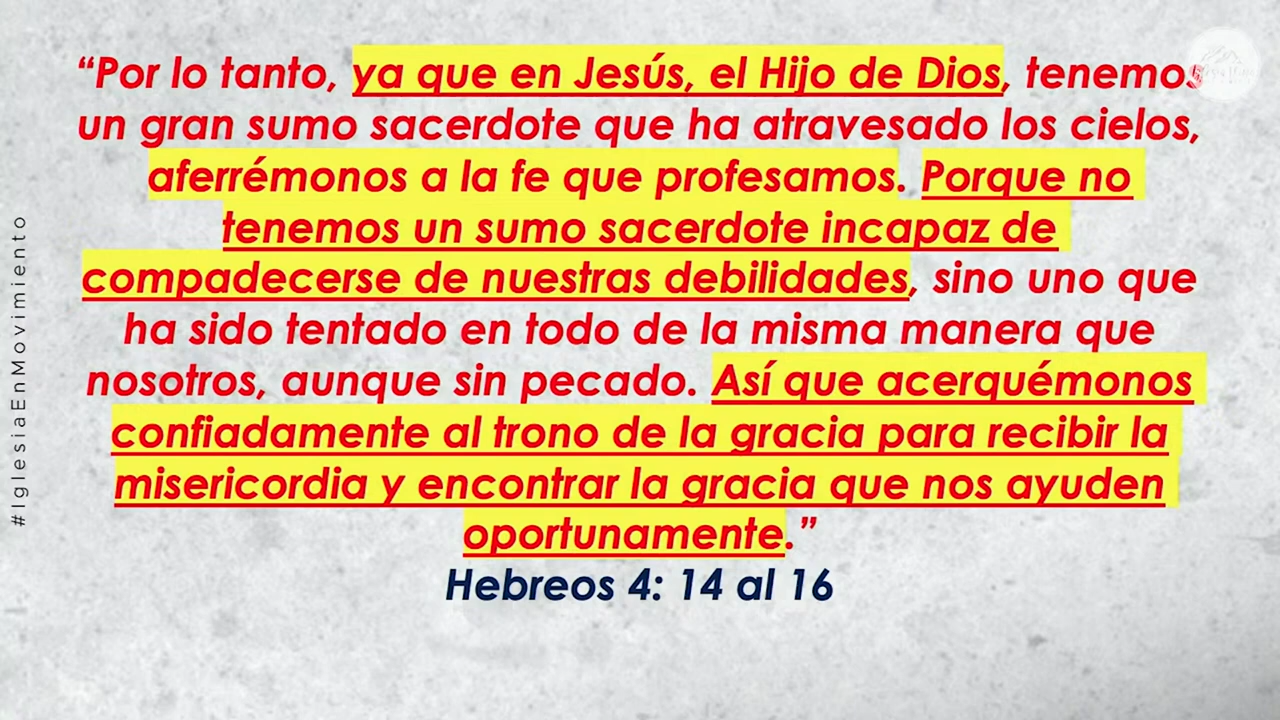 “Por lo tanto, ya que en Jesús, el Hijo de Dios, tenemos
un gran sumo sacerdote que ha atravesado los cielos,
aferrémonos a la fe que profesamos. Porque no
tenemos un sumo sacerdote incapaz de
compadecerse de nuestras debilidades, sino uno que
ha sido tentado en todo de la misma manera que
nosotros, aunque sin pecado. Así que acerquémonos
confiadamente al trono de la gracia para recibir la
misericordia y encontrar la gracia que nos ayuden
oportunamente.”
Hebreos 4: 14 al 16
#IglesiaEnMovimiento